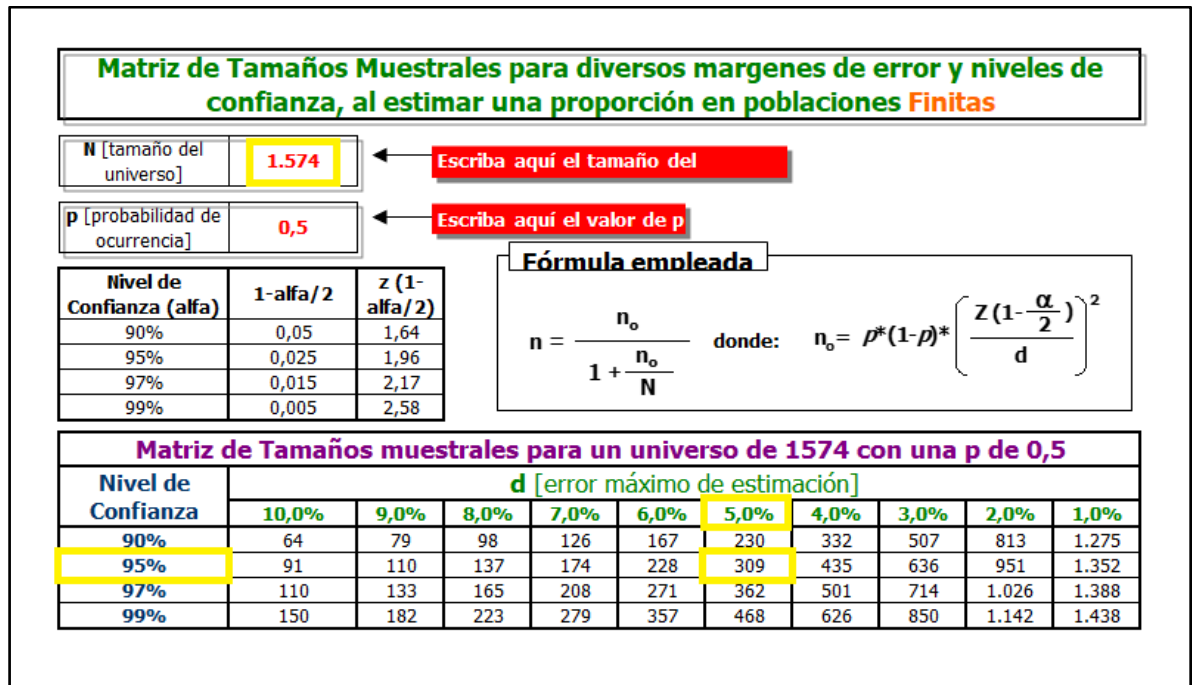 Matriz de Tamaños Muestrales para diversos margenes de error y niveles de
confianza, al estimar una proporción en poblaciones Finitas
N [tamaño del
universo]
1.574
Escriba aquí el tamaño del
p [probabilidad de
ocurrencia]
0,5
Escriba aquí el valor de p
Nivel de
Confianza (alfa)
1-alfa/2
z (1-
alfa/2)
90% 0,05 1,64
95% 0,025 1,96
97% 0,015 2,17
99% 0,005 2,58
Fórmula empleada
n = n₀ / (1 + n₀ / N) donde: n₀ = p*(1-p)* (Z (1- α / 2) / d)²
Matriz de Tamaños muestrales para un universo de 1574 con una p de 0,5
Nivel de
Confianza
d [error máximo de estimación]
10,0% 9,0% 8,0% 7,0% 6,0% 5,0% 4,0% 3,0% 2,0% 1,0%
90% 64 79 98 126 167 230 332 507 813 1.275
95% 91 110 137 174 228 309 435 636 951 1.352
97% 110 133 165 208 271 362 501 714 1.026 1.388
99% 150 182 223 279 357 468 626 850 1.142 1.438